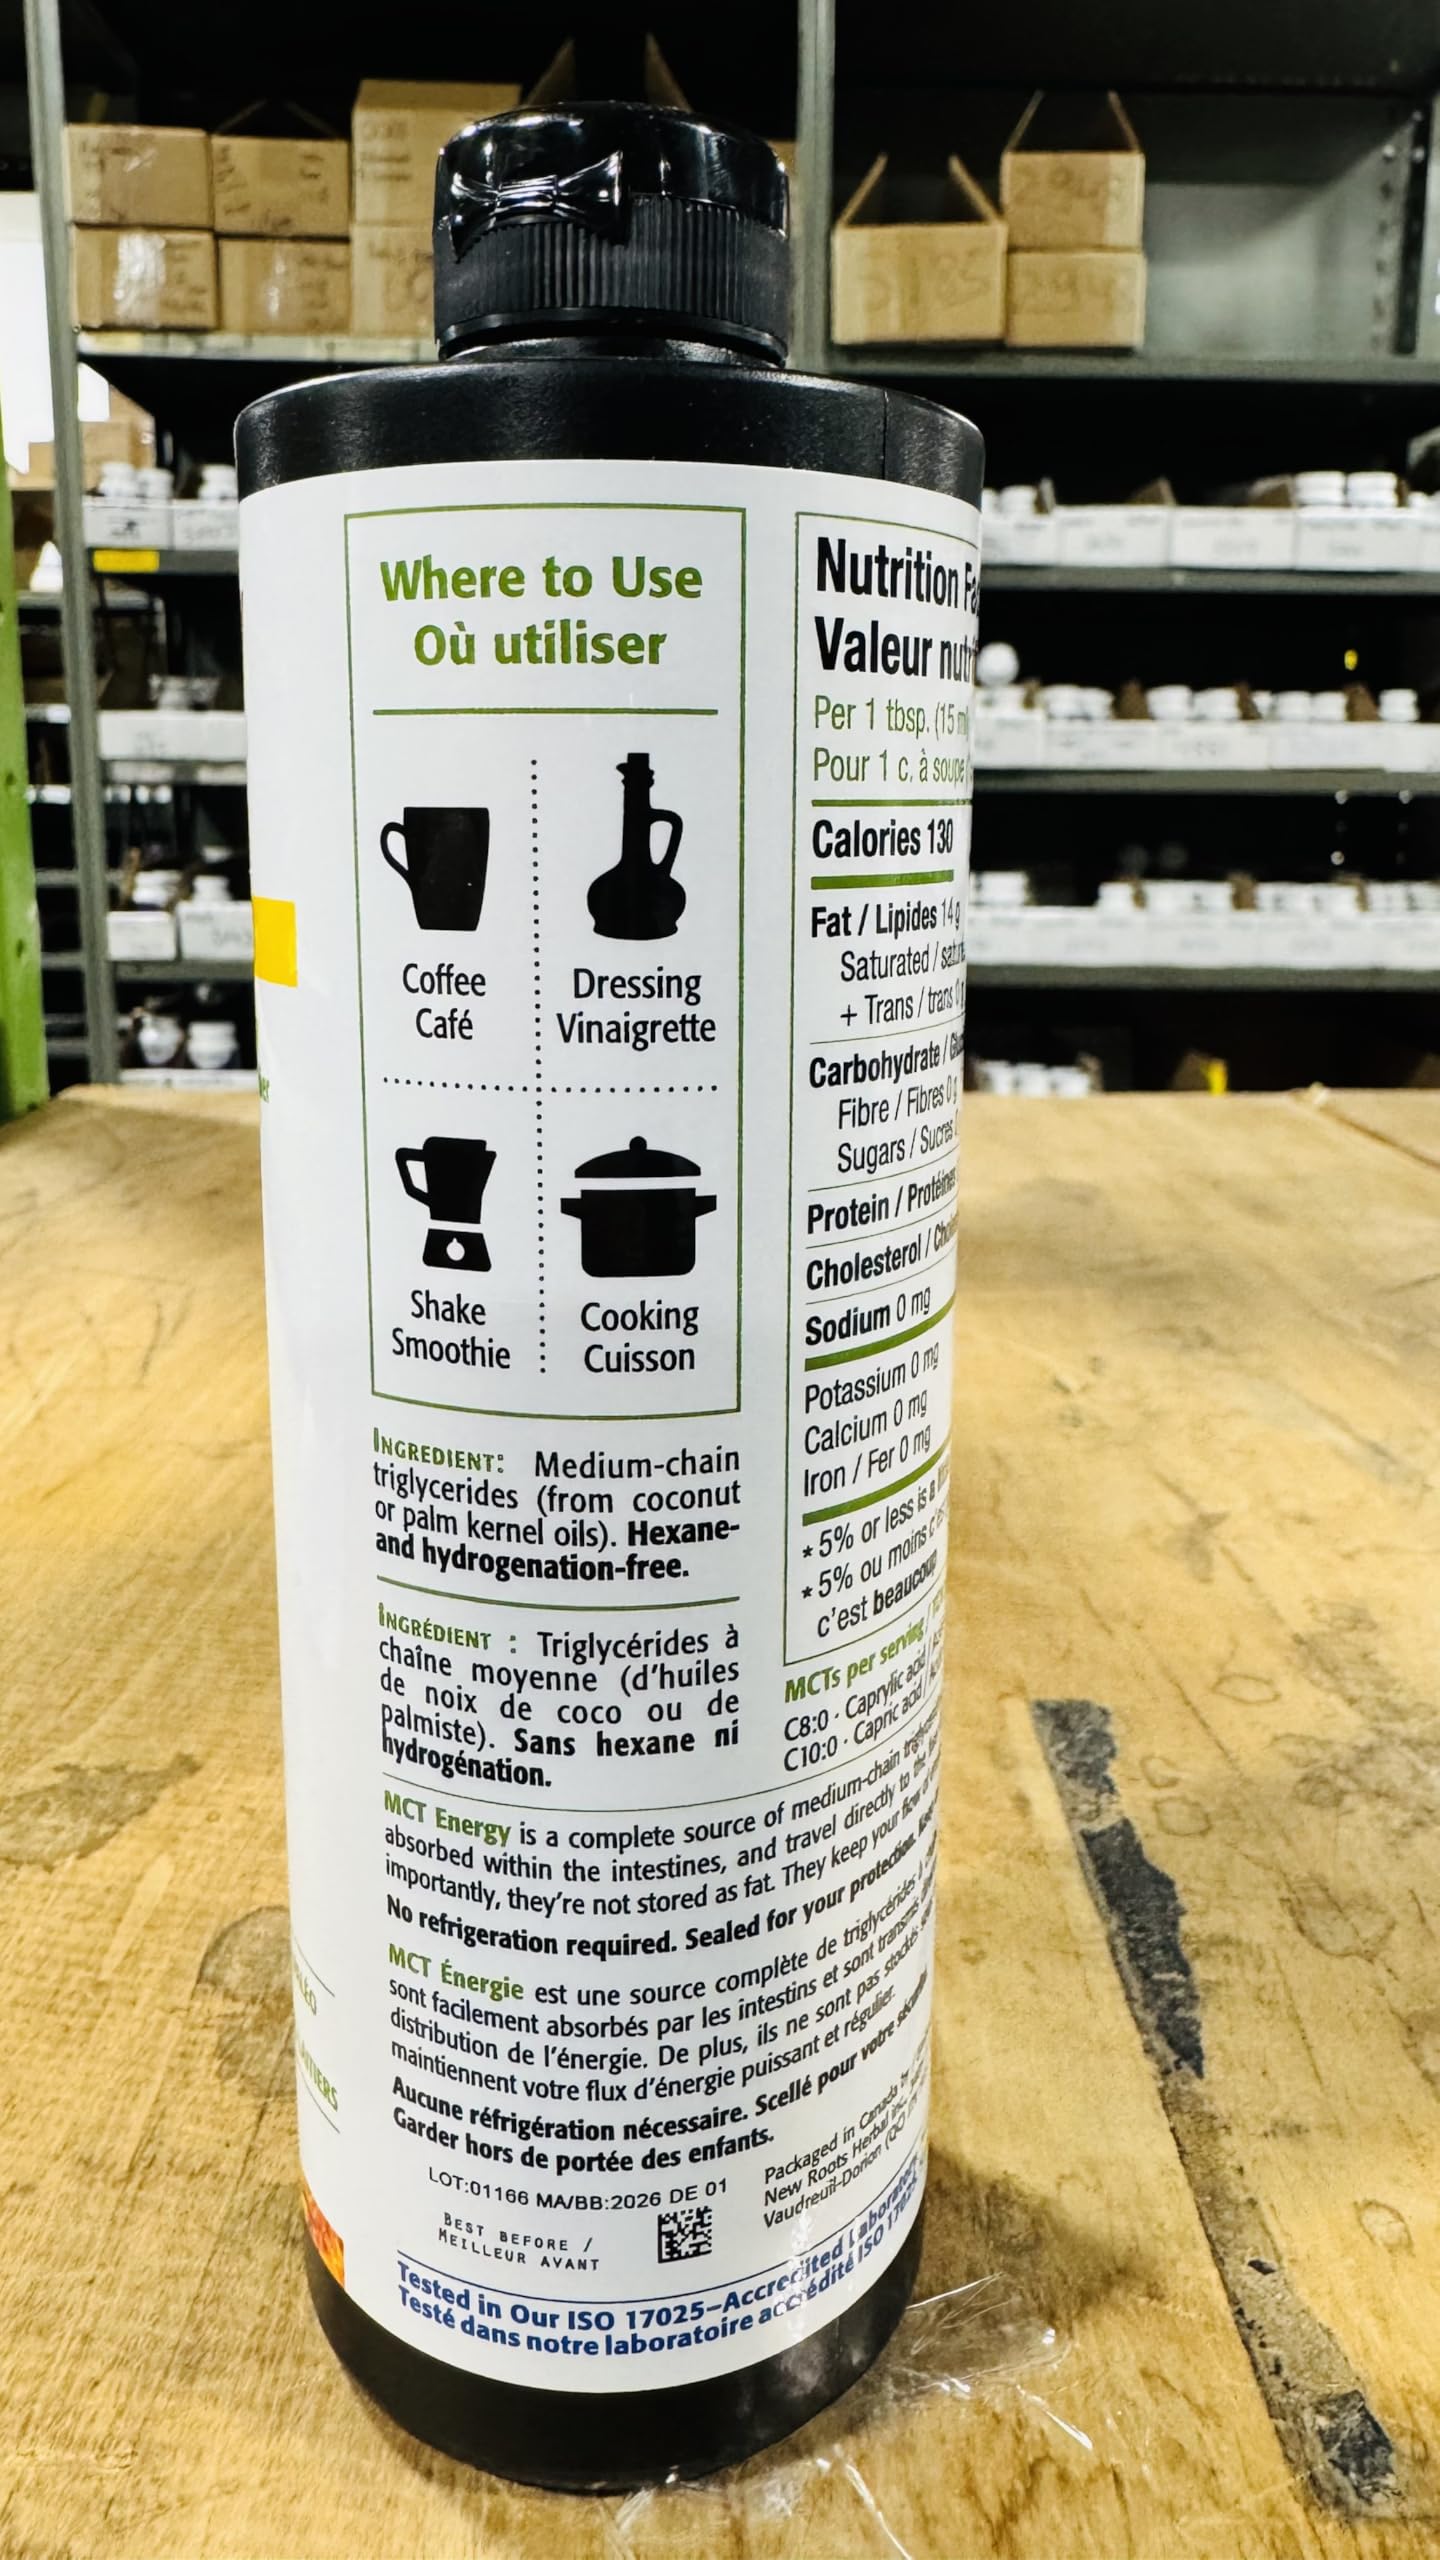 Where to Use
Où utiliser
Coffee
Café
Dressing
Vinaigrette
Shake
Smoothie
Cooking
Cuisson
INGREDIENT: Medium-chain
triglycerides (from coconut
or palm kernel oils). Hexane-
and hydrogenation-free.
INGRÉDIENT : Triglycérides à
chaîne moyenne (d'huiles
de noix de coco ou de
palmiste). Sans hexane ni
hydrogénation.
Nutrition
Valeur
Per 1 tbsp. (15 ml
Pour 1 c. à soupe
Calories 130
Fat / Lipides 14 g
Saturated /
+ Trans / trans 0 g
Carbohydrate /
Fibre / Fibres 0 g
Sugars / Sucres
Protein / Protéines
Cholesterol /
Sodium 0 mg
Potassium 0 mg
Calcium 0 mg
Iron / Fer 0 mg
* 5% or less is a
* 5% ou moins c'est
c'est beaucoup
MCTs per serving /
C8:0 · Caprylic acid /
C10:0 · Capric acid /
MCT Energy is a complete source of medium-chain
absorbed within the intestines, and travel directly to the
importantly, they're not stored as fat. They keep your flow of
No refrigeration required. Sealed for your protection.
MCT Énergie est une source complète de triglycérides à
sont facilement absorbés par les intestins et sont
distribution de l'énergie. De plus, ils ne sont pas stockés
maintiennent votre flux d'énergie puissant et régulier.
Aucune réfrigération nécessaire. Scellé pour votre sécurité.
Garder hors de portée des enfants.
LOT:01166 MA/BB:2026 DE 01
BEST BEFORE /
MEILLEUR AVANT
Packaged in Canada by
New Roots Herbal Inc.
Vaudreuil-Dorion (QC)
Tested in Our ISO 17025–Accredited Laboratory
Testé dans notre laboratoire accrédité ISO 17025